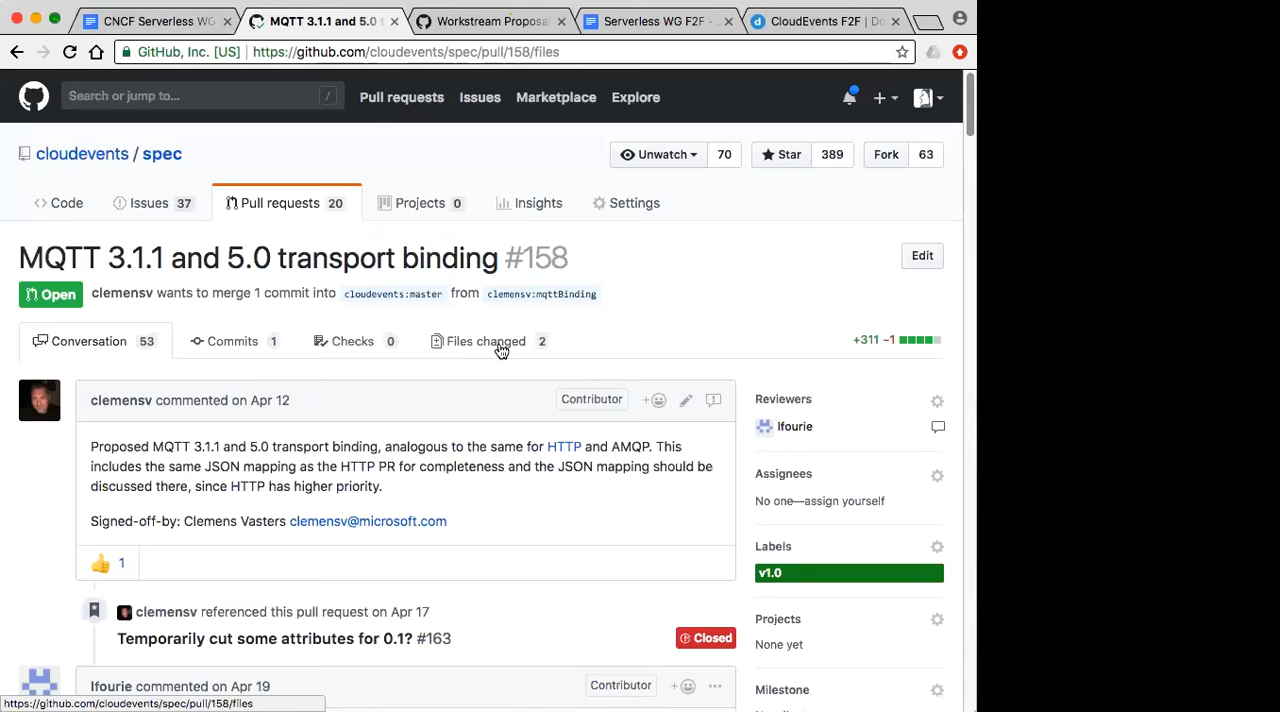 CNCF Serverless WG
MQTT 3.1.1 and 5.0 t
Workstream Proposa
Serverless WG F2F -
CloudEvents F2F | Do
GitHub, Inc. [US] https://github.com/cloudevents/spec/pull/158/files
Search or jump to... /
Pull requests Issues Marketplace Explore
cloudevents / spec
Unwatch 70 Star 389 Fork 63
Code Issues 37 Pull requests 20 Projects 0 Insights Settings
MQTT 3.1.1 and 5.0 transport binding #158
Edit
Open clemensv wants to merge 1 commit into cloudevents:master from clemensv:mqttBinding
Conversation 53 Commits 1 Checks 0 Files changed 2 +311 −1
clemensv commented on Apr 12 Contributor
Proposed MQTT 3.1.1 and 5.0 transport binding, analogous to the same for HTTP and AMQP. This
includes the same JSON mapping as the HTTP PR for completeness and the JSON mapping should be
discussed there, since HTTP has higher priority.
Signed-off-by: Clemens Vasters clemensv@microsoft.com
1
clemensv referenced this pull request on Apr 17
Temporarily cut some attributes for 0.1? #163
Closed
lfourie commented on Apr 19 Contributor
Reviewers
lfourie
Assignees
No one—assign yourself
Labels
v1.0
Projects
None yet
Milestone
https://github.com/cloudevents/spec/pull/158/files